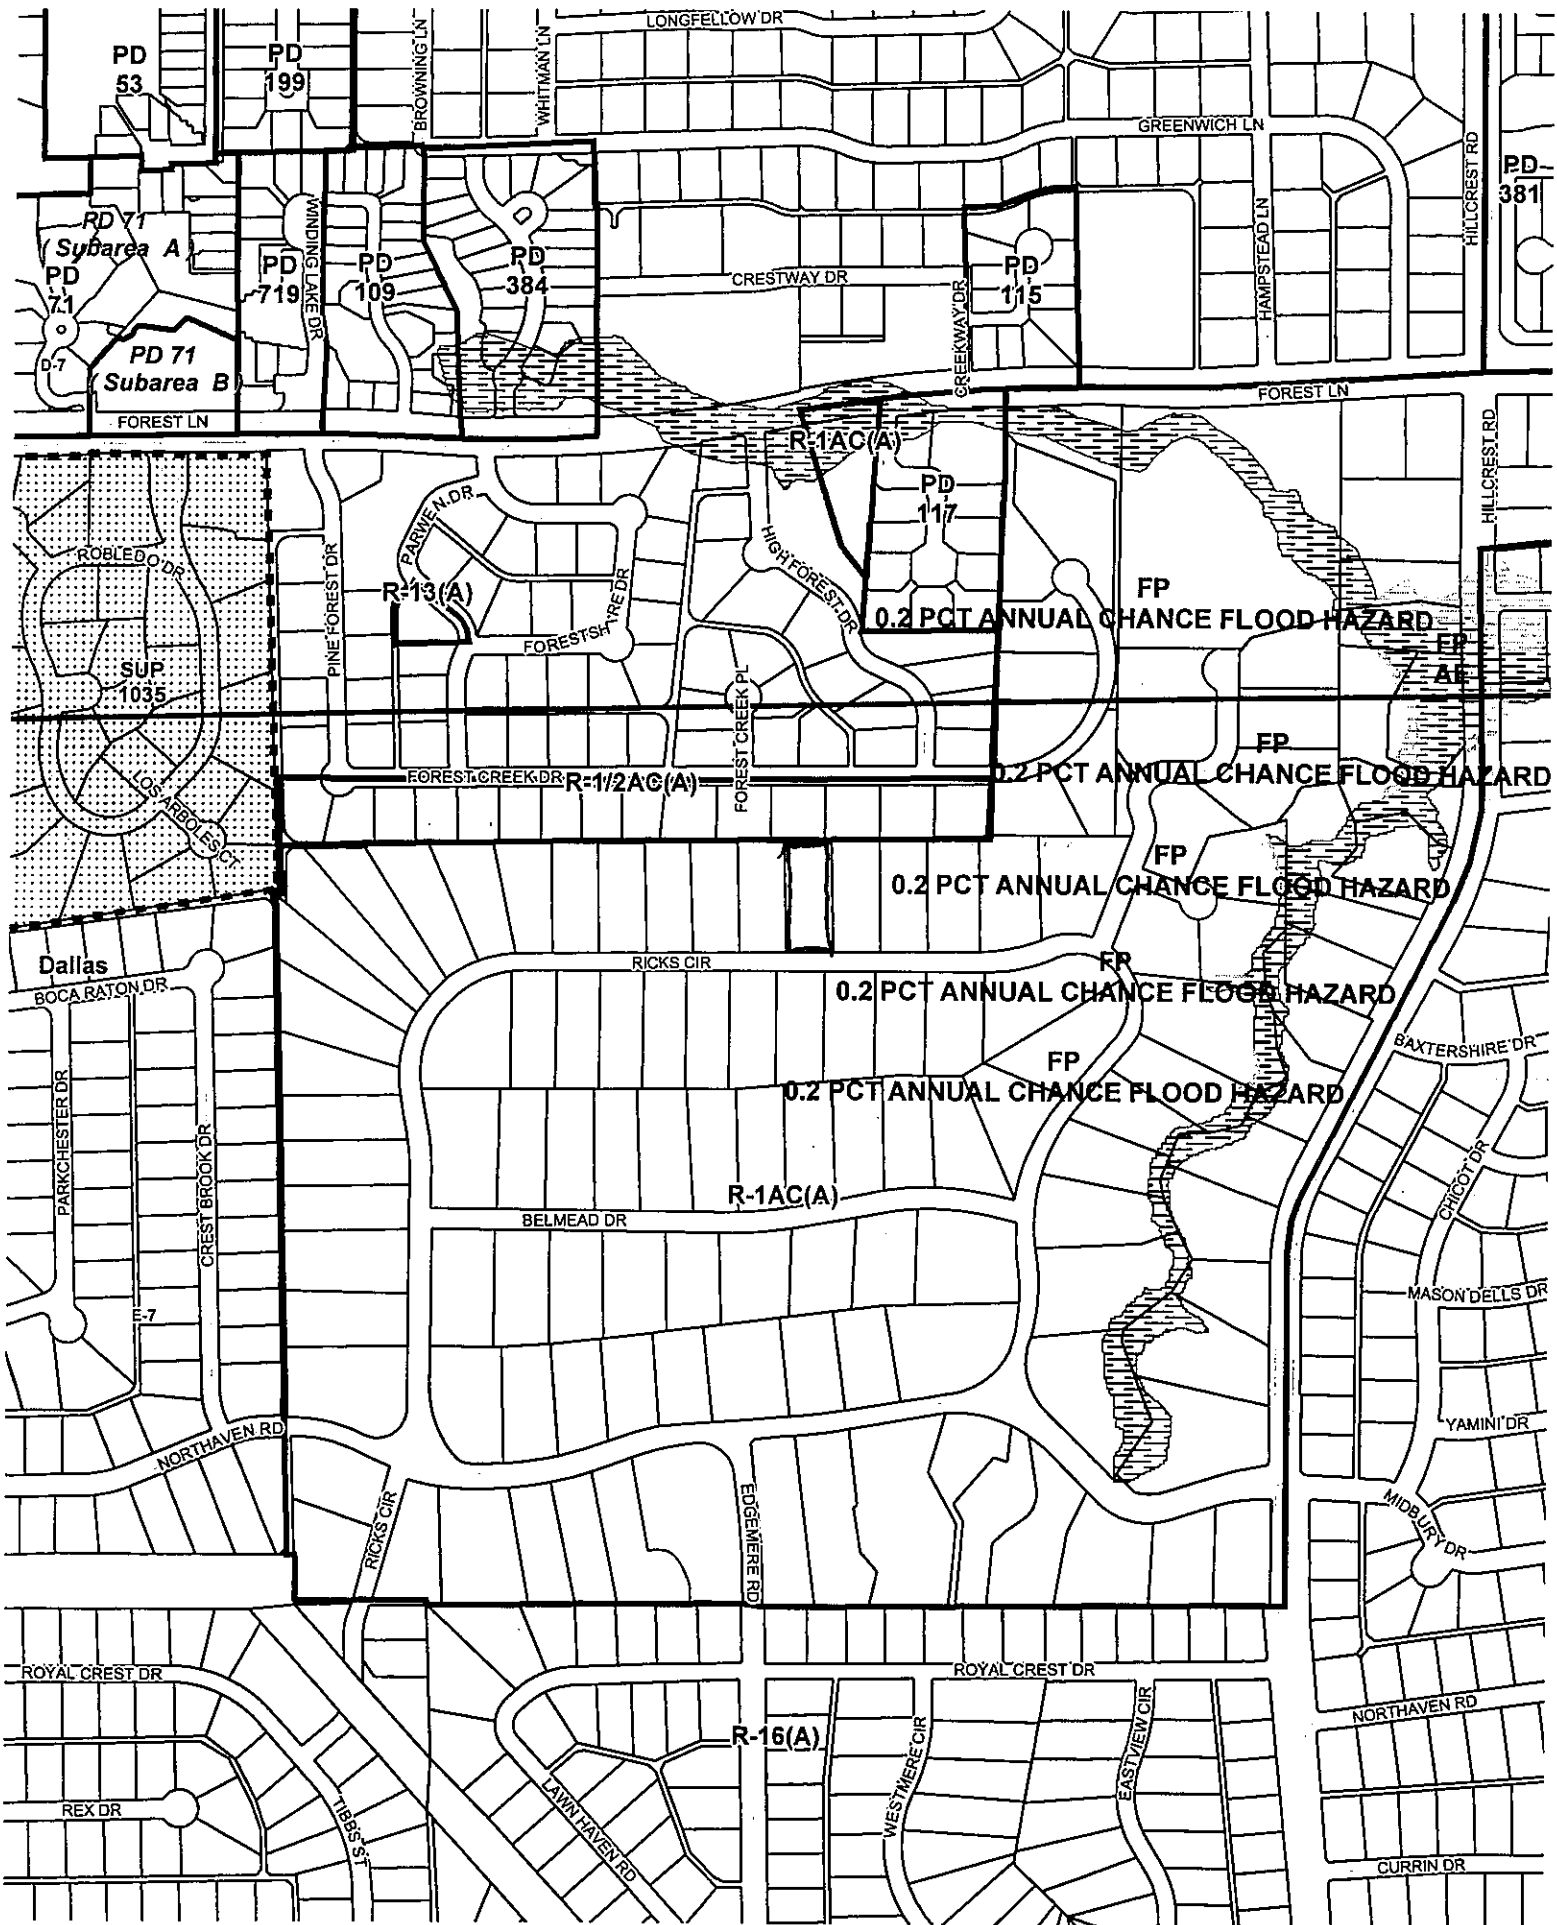 LONGFELLOW DR
PD
53
PD
199
BROWNING LN
WHITMAN LN
GREENWICH LN
HILLCREST RD
PD
381
PD 71
Subarea A
PD
71
WINDING LAKE DR
PD
719
PD
109
PD
384
CRESTWAY DR
CREEKWAY DR
PD
115
HAMPSTEAD LN
D-7
PD 71
Subarea B
FOREST LN
FOREST LN
HILLCREST RD
R-1AC(A)
PD
117
PARWEN DR
ROBLEDO DR
PINE FOREST DR
R-13(A)
FORESTSHIRE DR
HIGH FOREST DR
FP
0.2 PCT ANNUAL CHANCE FLOOD HAZARD
FP
AE
SUP
1035
FOREST CREEK PL
FP
0.2 PCT ANNUAL CHANCE FLOOD HAZARD
FOREST CREEK DR
R-1/2AC(A)
LOS ARBOLES CT
FP
0.2 PCT ANNUAL CHANCE FLOOD HAZARD
Dallas
BOCA RATON DR
RICKS CIR
FP
0.2 PCT ANNUAL CHANCE FLOOD HAZARD
BAXTERSHIRE DR
FP
0.2 PCT ANNUAL CHANCE FLOOD HAZARD
PARKCHESTER DR
CREST BROOK DR
CHICOT DR
R-1AC(A)
BELMEAD DR
E-7
MASON DELLS DR
NORTHAVEN RD
YAMINI DR
RICKS CIR
EDGEMERE RD
MIDBURY DR
ROYAL CREST DR
ROYAL CREST DR
NORTHAVEN RD
R-16(A)
WESTMERE CIR
EASTVIEW CIR
REX DR
TIBBS ST
LAWN HAVEN RD
CURRIN DR